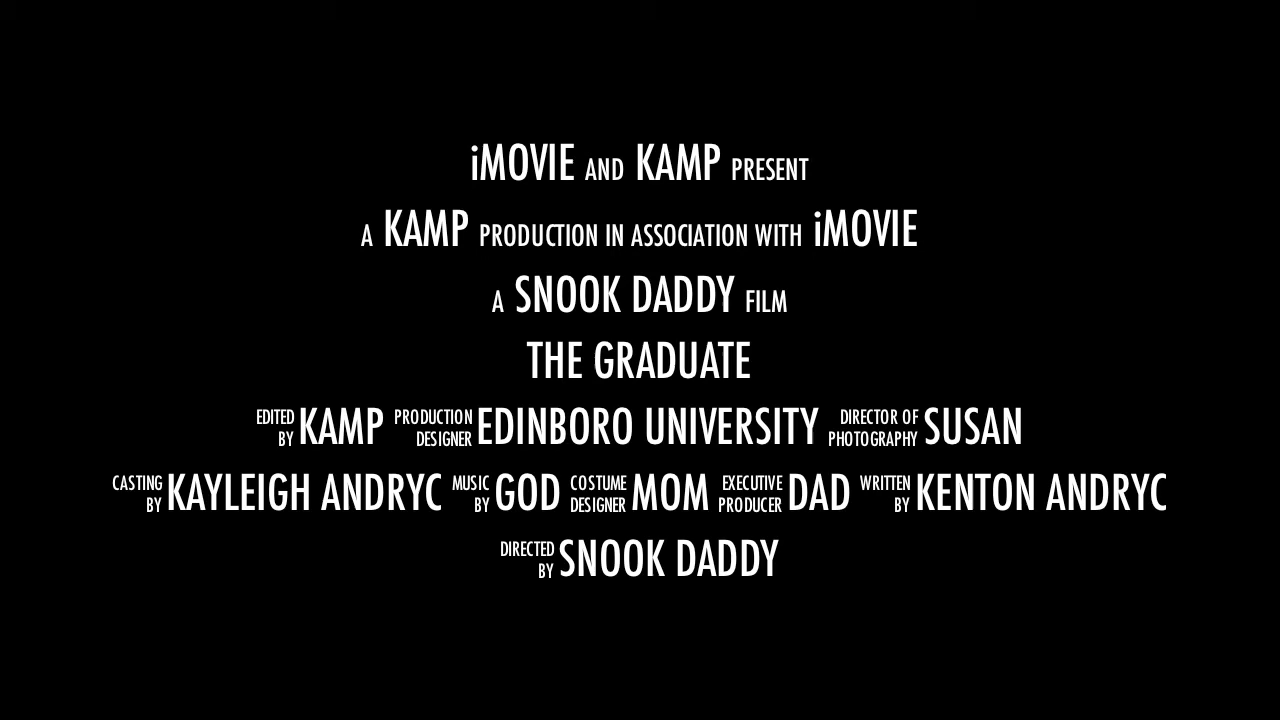 iMOVIE AND KAMP PRESENT
A KAMP PRODUCTION IN ASSOCIATION WITH iMOVIE
A SNOOK DADDY FILM
THE GRADUATE
EDITED BY KAMP PRODUCTION DESIGNER EDINBORO UNIVERSITY DIRECTOR OF PHOTOGRAPHY SUSAN
CASTING BY KAYLEIGH ANDRYC MUSIC BY GOD COSTUME DESIGNER MOM EXECUTIVE PRODUCER DAD WRITTEN BY KENTON ANDRYC
DIRECTED BY SNOOK DADDY